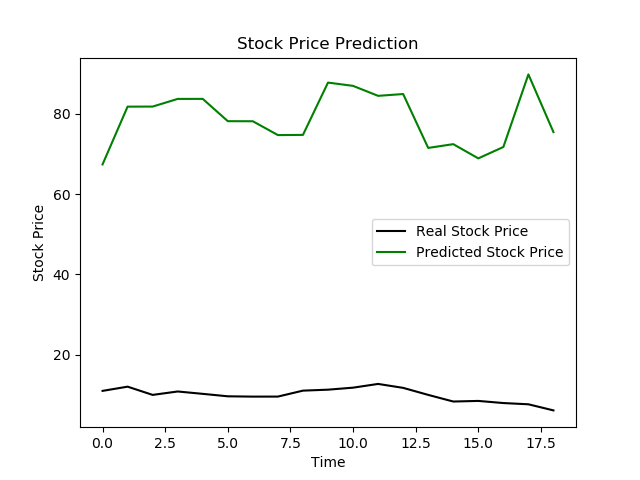 Stock Price Prediction
Stock Price
80
60
40
20
Real Stock Price
Predicted Stock Price
0.0 2.5 5.0 7.5 10.0 12.5 15.0 17.5
Time